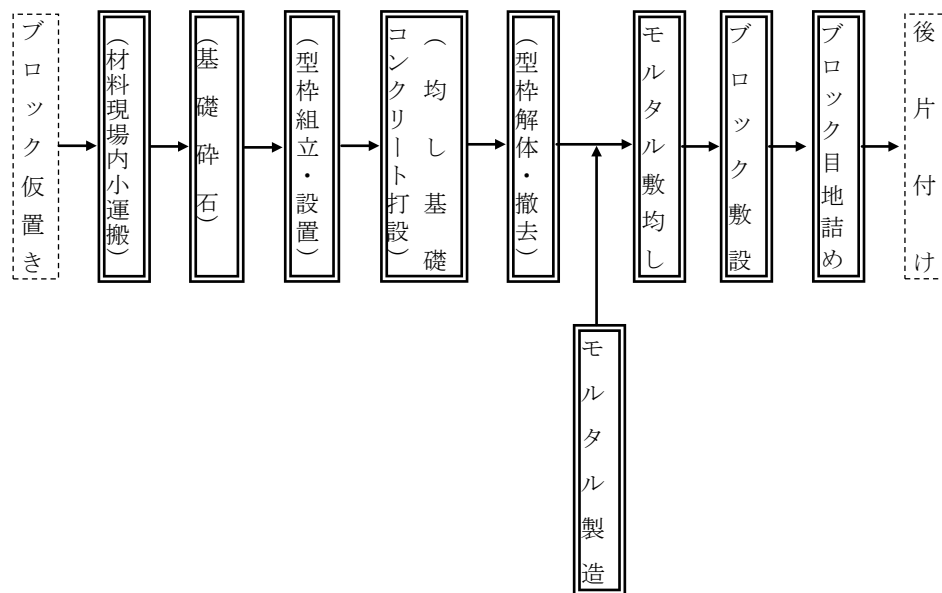 ブロック仮置き
（材料現場内小運搬）
（基礎砕石）
（型枠組立・設置）
（均し基礎
コンクリート打設）
（型枠解体・撤去）
モルタル敷均し
ブロック敷設
ブロック目地詰め
後片付け
モルタル製造